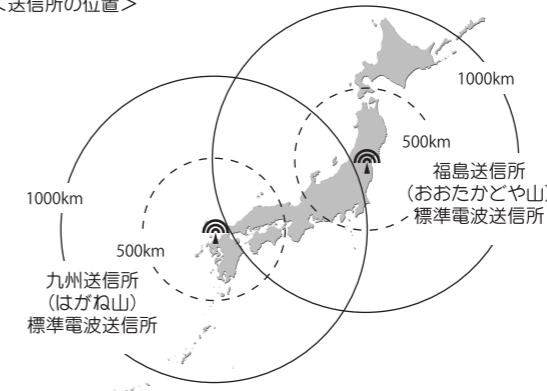 ＜送信所の位置＞
1000km
500km
福島送信所
（おおたかどや山）
標準電波送信所
1000km
500km
九州送信所
（はがね山）
標準電波送信所